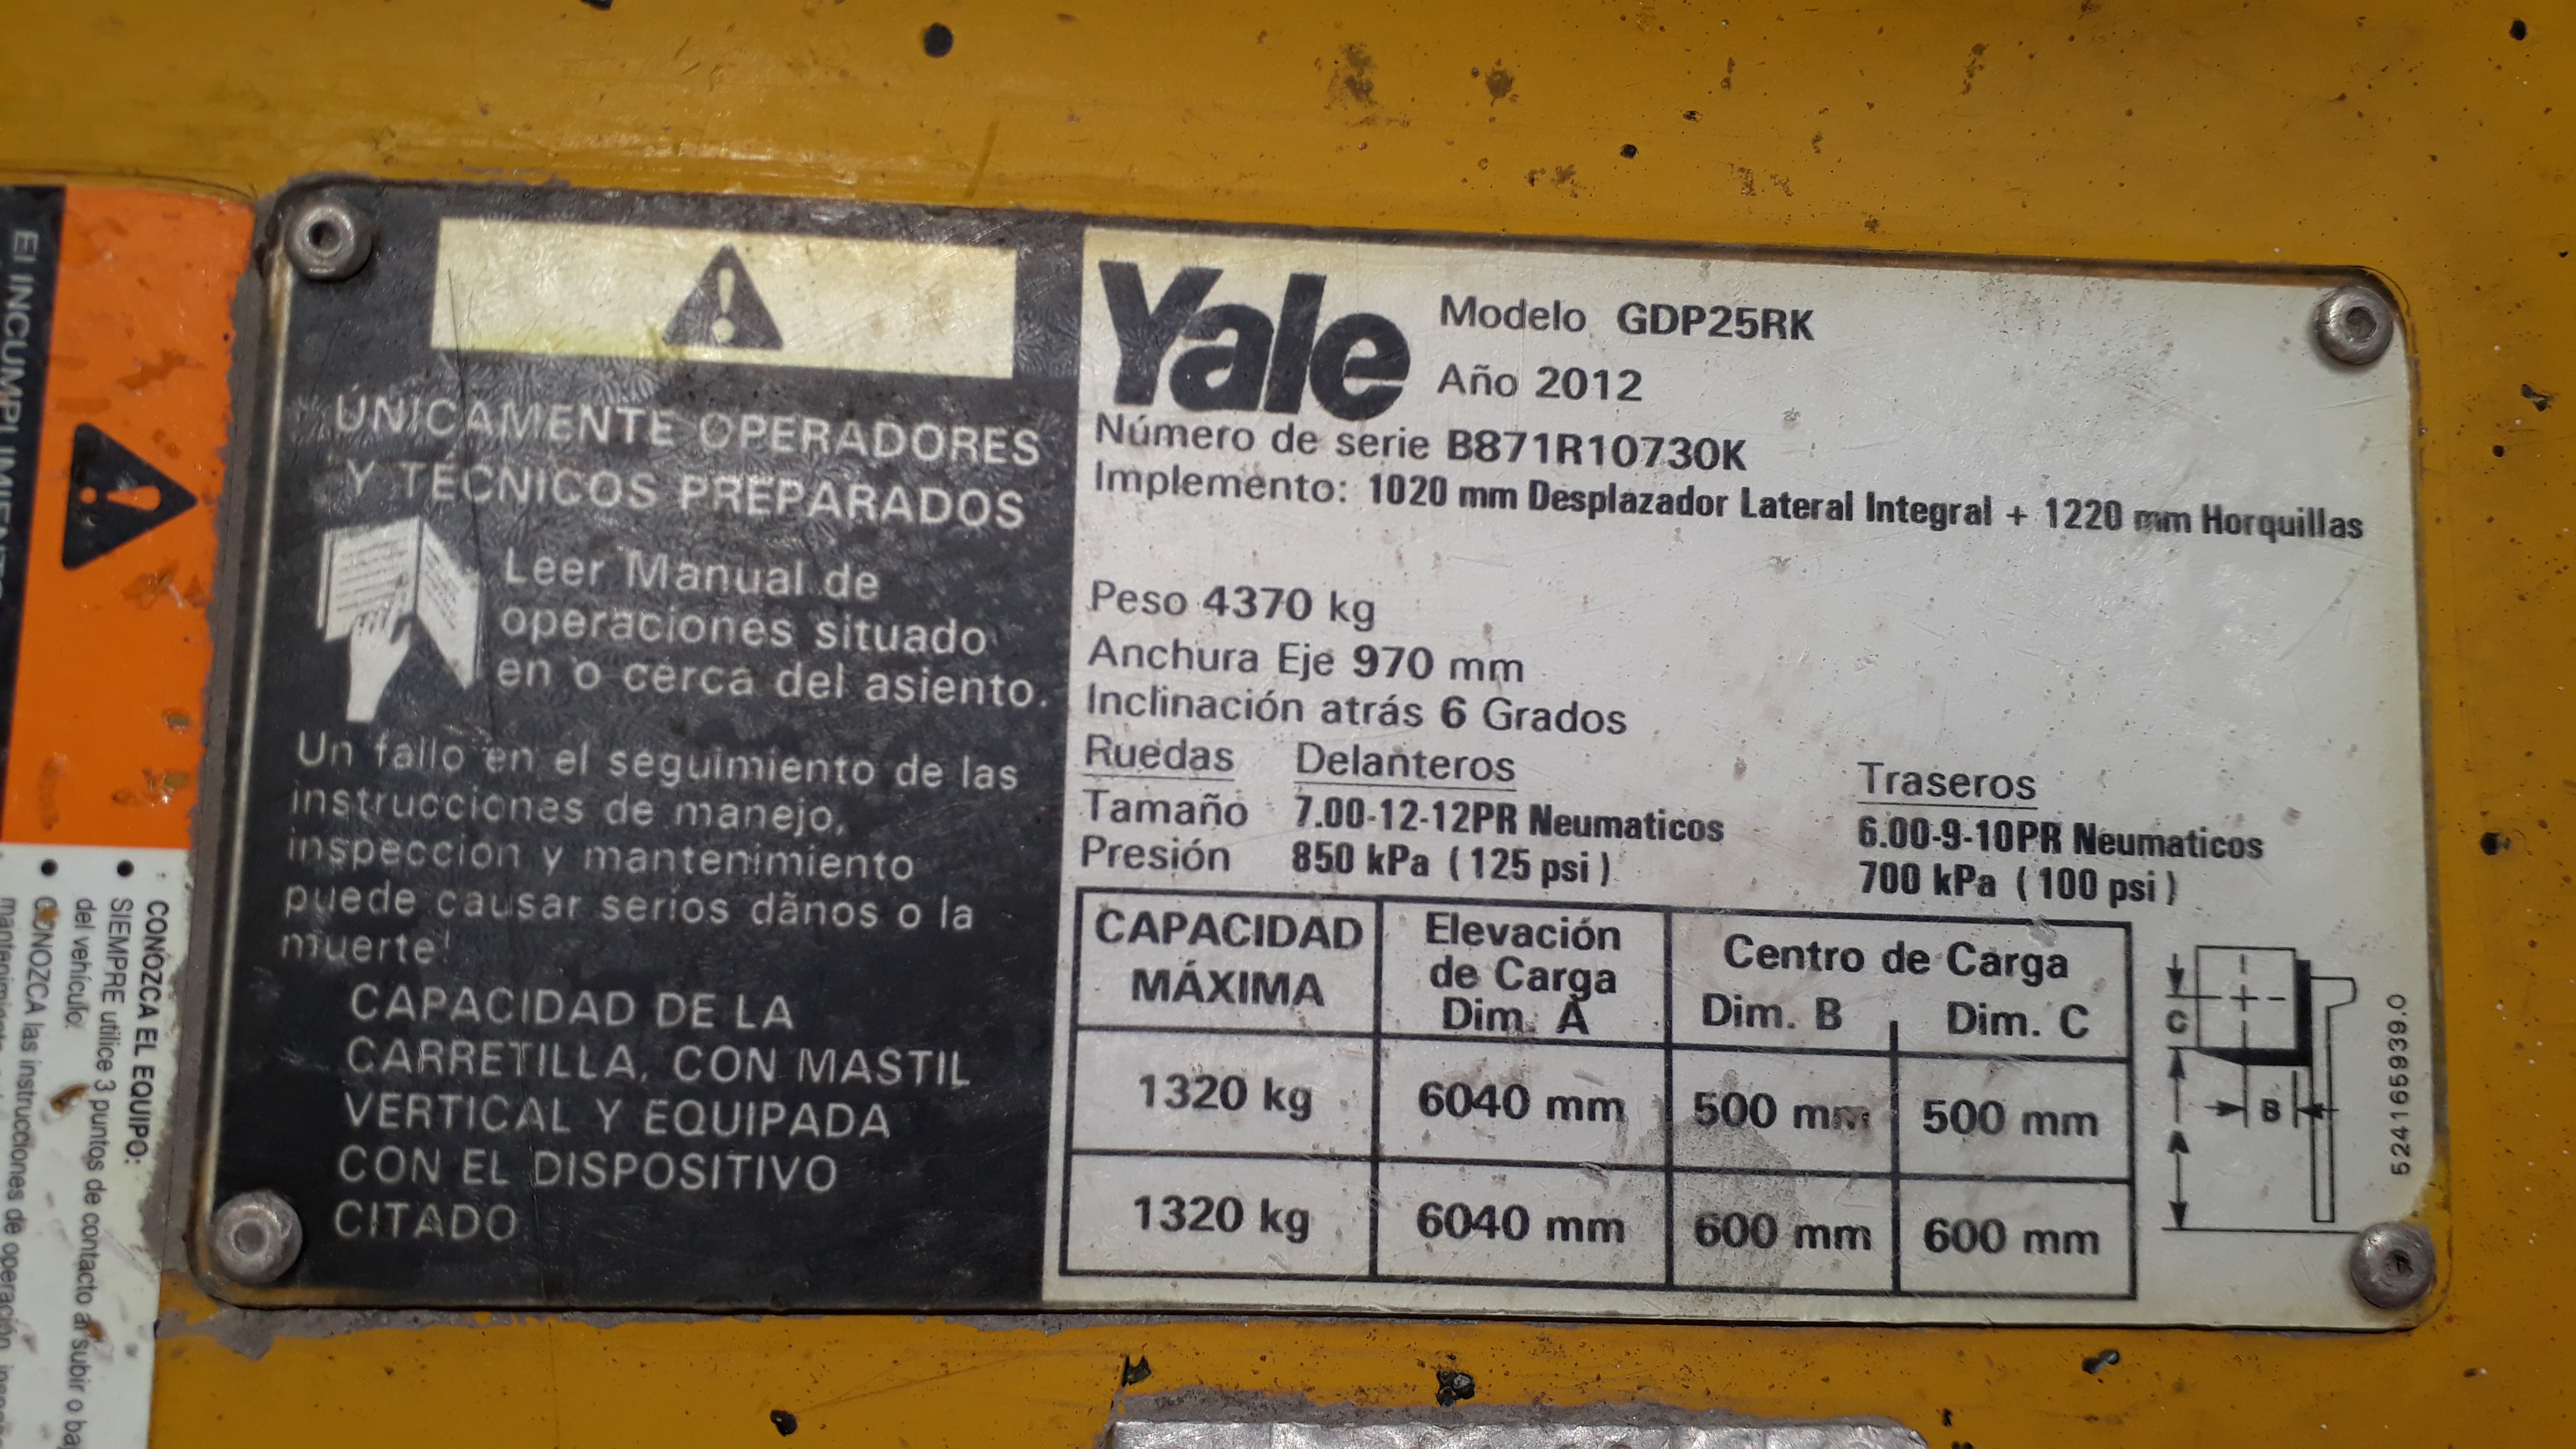 El INCUMPLIMIENTO
CONOZCA EL EQUIPO:
• SIEMPRE utilice 3 puntos de contacto al subir o
del vehículo.
• CONOZCA las instrucciones de operación,
ÚNICAMENTE OPERADORES
Y TÉCNICOS PREPARADOS
Leer Manual de
operaciones situado
en o cerca del asiento.
Un fallo en el seguimiento de las
instrucciones de manejo,
inspección y mantenimiento
puede causar serios dãnos o la
muerte!
CAPACIDAD DE LA
CARRETILLA, CON MASTIL
VERTICAL Y EQUIPADA
CON EL DISPOSITIVO
CITADO
Yale
Modelo GDP25RK
Año 2012
Número de serie B871R10730K
Implemento: 1020 mm Desplazador Lateral Integral + 1220 mm Horquillas
Peso 4370 kg
Anchura Eje 970 mm
Inclinación atrás 6 Grados
Ruedas Delanteros Traseros
Tamaño 7.00-12-12PR Neumaticos 6.00-9-10PR Neumaticos
Presión 850 kPa (125 psi) 700 kPa (100 psi)
CAPACIDAD
MÁXIMA
Elevación
de Carga
Dim. A
Centro de Carga
Dim. B Dim. C
1320 kg 6040 mm 500 mm 500 mm
1320 kg 6040 mm 600 mm 600 mm
C
B
A
524165939.0